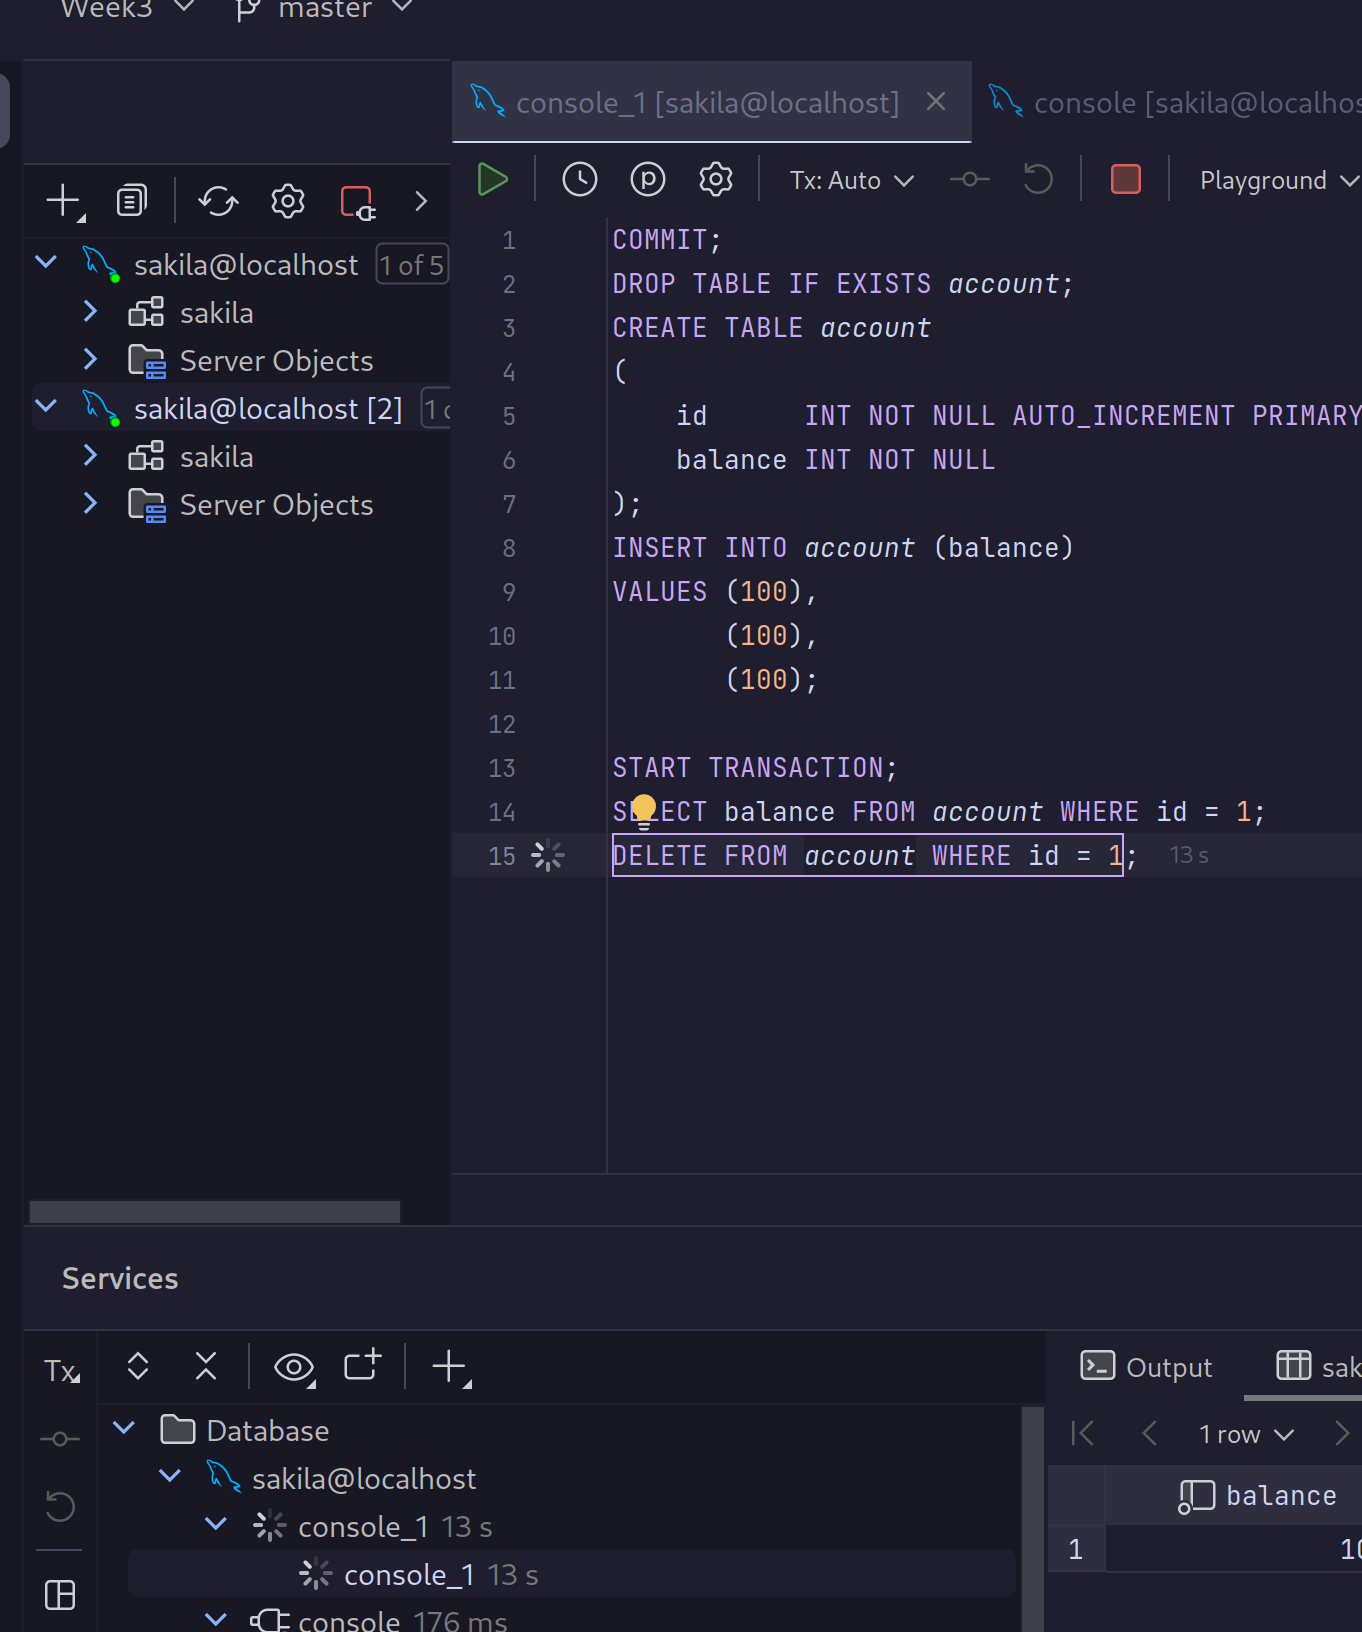 Week3 master
console_1 [sakila@localhost] console [sakila@localhos
Tx: Auto Playground
sakila@localhost 1 of 5
sakila
Server Objects
sakila@localhost [2] 1
sakila
Server Objects
1 COMMIT;
2 DROP TABLE IF EXISTS account;
3 CREATE TABLE account
4 (
5 id INT NOT NULL AUTO_INCREMENT PRIMARY
6 balance INT NOT NULL
7 );
8 INSERT INTO account (balance)
9 VALUES (100),
10 (100),
11 (100);
12
13 START TRANSACTION;
14 SELECT balance FROM account WHERE id = 1;
15 DELETE FROM account WHERE id = 1; 13 s
Services
Tx
Database
sakila@localhost
console_1 13 s
console_1 13 s
console 176 ms
Output sak
1 row
balance
1 10